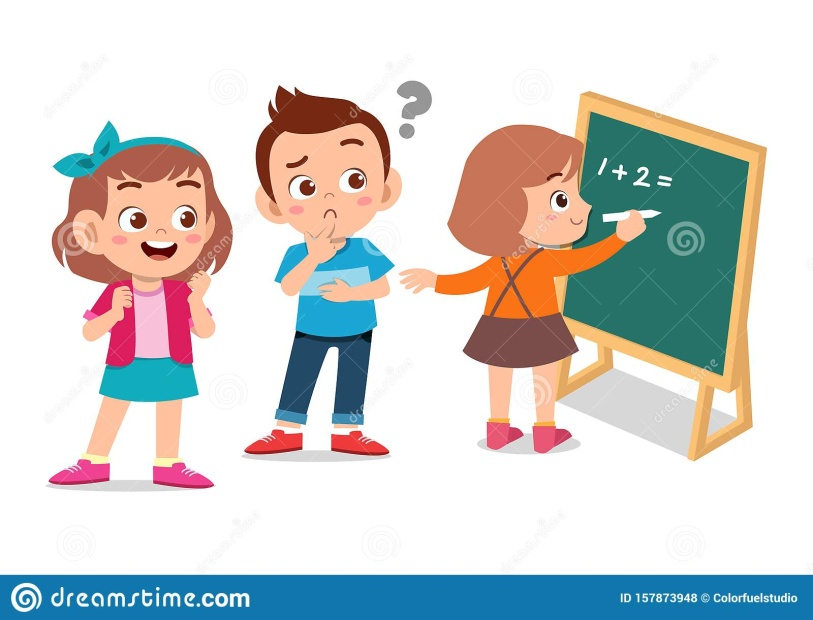 ?
1 + 2 =
dreamstime.com
ID 157873948 © Colorfuelstudio